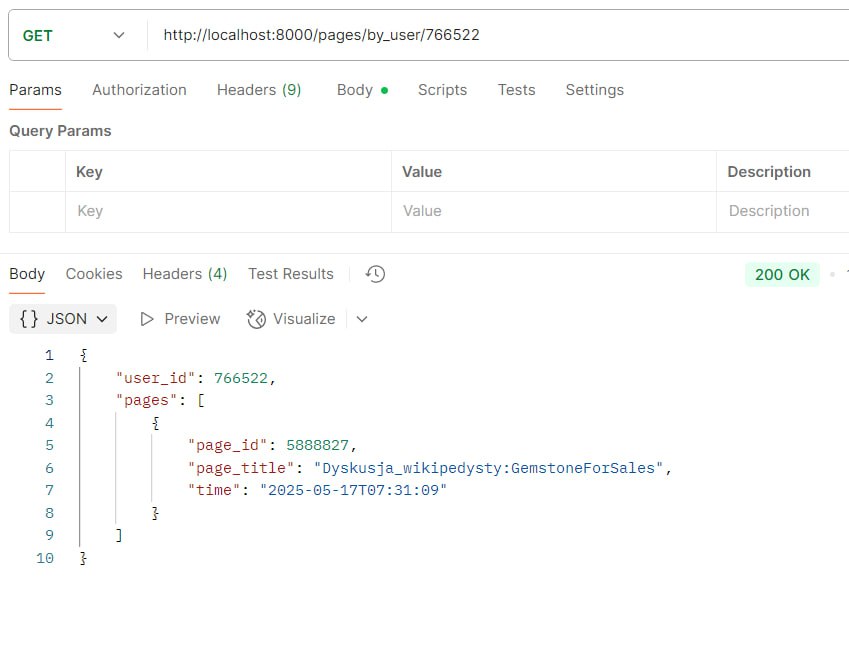 GET http://localhost:8000/pages/by_user/766522
Params Authorization Headers (9) Body Scripts Tests Settings
Query Params
Key Value Description
Key Value Description
Body Cookies Headers (4) Test Results 200 OK
{} JSON Preview Visualize
1 {
2 "user_id": 766522,
3 "pages": [
4 {
5 "page_id": 5888827,
6 "page_title": "Dyskusja_wikipedysty:GemstoneForSales",
7 "time": "2025-05-17T07:31:09"
8 }
9 ]
10 }